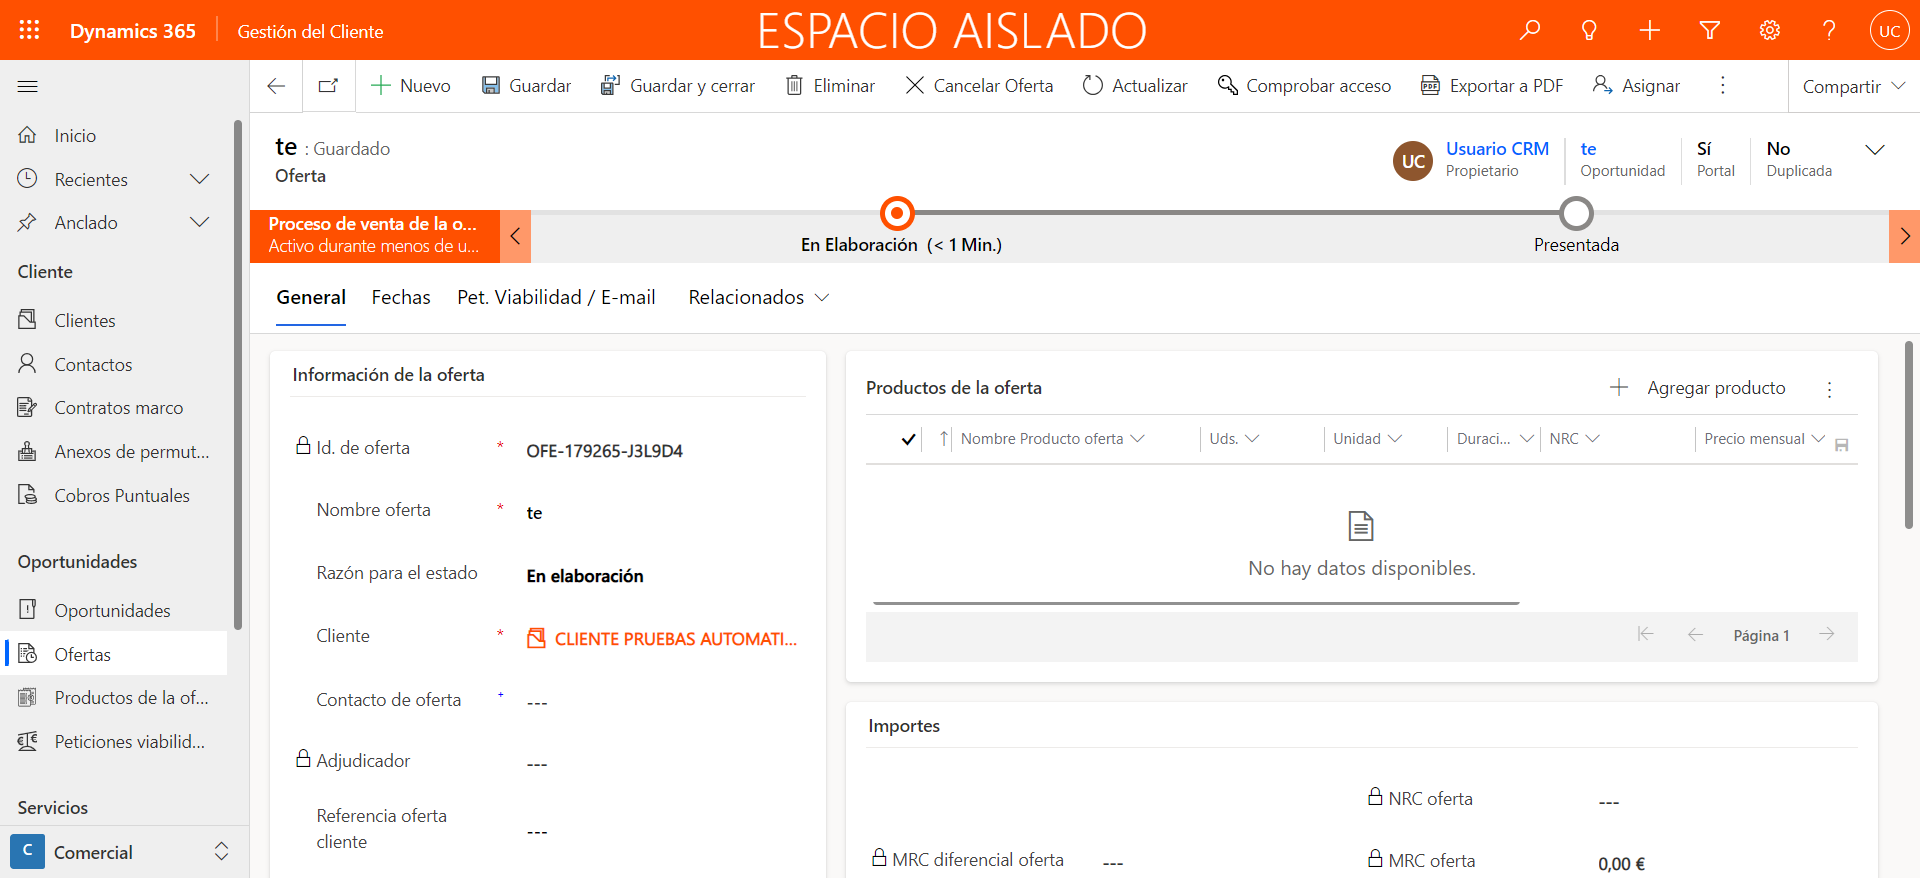 Dynamics 365
Gestión del Cliente
ESPACIO AISLADO
UC
Nuevo
Guardar
Guardar y cerrar
Eliminar
Cancelar Oferta
Actualizar
Comprobar acceso
Exportar a PDF
Asignar
Compartir
Inicio
Recientes
Anclado
Cliente
Clientes
Contactos
Contratos marco
Anexos de permut...
Cobros Puntuales
Oportunidades
Oportunidades
Ofertas
Productos de la of...
Peticiones viabilid...
Servicios
C
Comercial
te : Guardado
Oferta
UC
Usuario CRM
Propietario
te
Oportunidad
Sí
Portal
No
Duplicada
Proceso de venta de la o...
Activo durante menos de u...
En Elaboración (< 1 Min.)
Presentada
General
Fechas
Pet. Viabilidad / E-mail
Relacionados
Información de la oferta
Id. de oferta * OFE-179265-J3L9D4
Nombre oferta * te
Razón para el estado En elaboración
Cliente * CLIENTE PRUEBAS AUTOMATI...
Contacto de oferta + ---
Adjudicador ---
Referencia oferta
cliente ---
Productos de la oferta
Agregar producto
Nombre Producto oferta
Uds.
Unidad
Duraci...
NRC
Precio mensual
No hay datos disponibles.
Página 1
Importes
NRC oferta ---
MRC diferencial oferta ---
MRC oferta 0,00 €